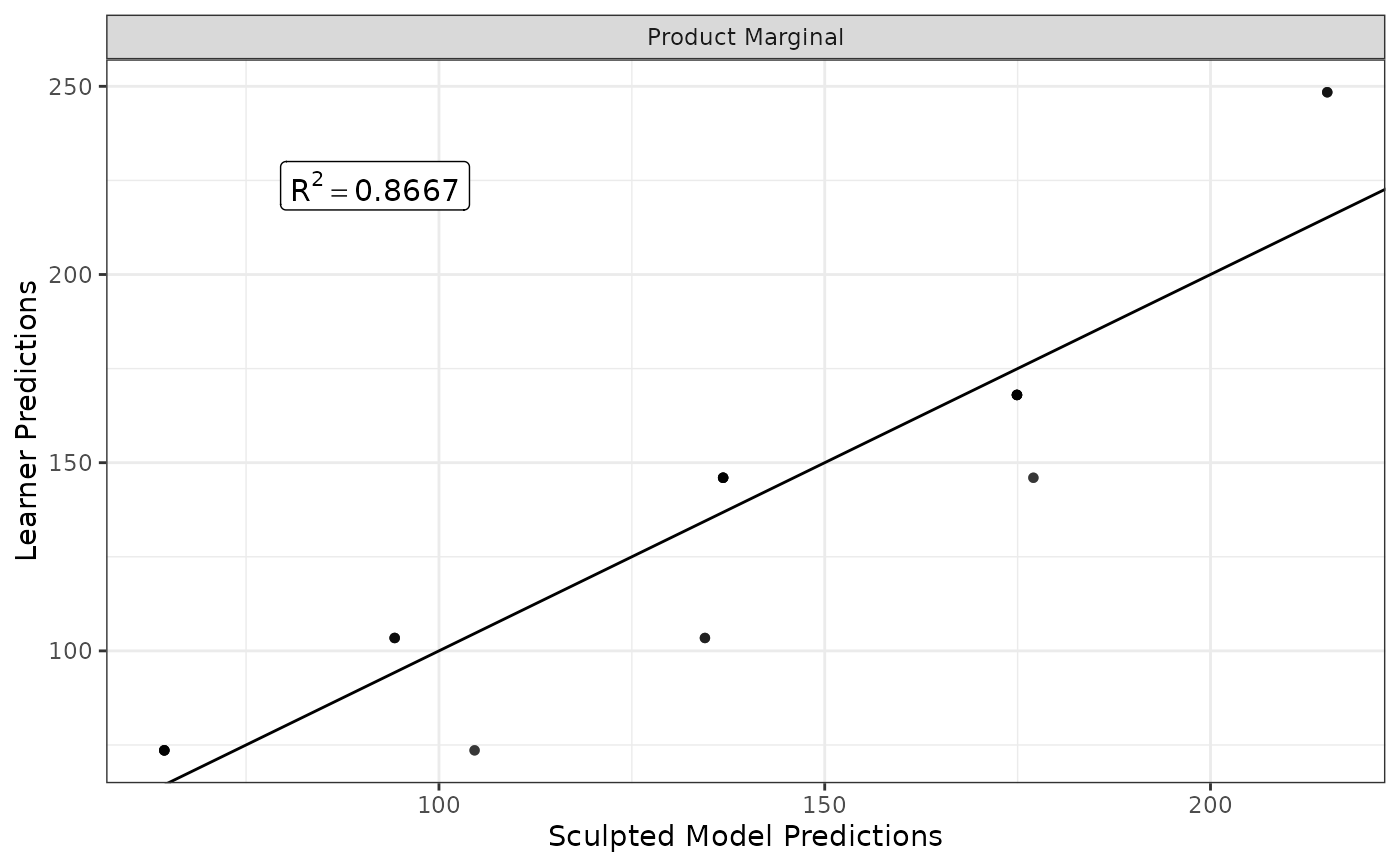 Product Marginal
250
R² = 0.8667
200
150
100
Learner Predictions
100 150 200
Sculpted Model Predictions